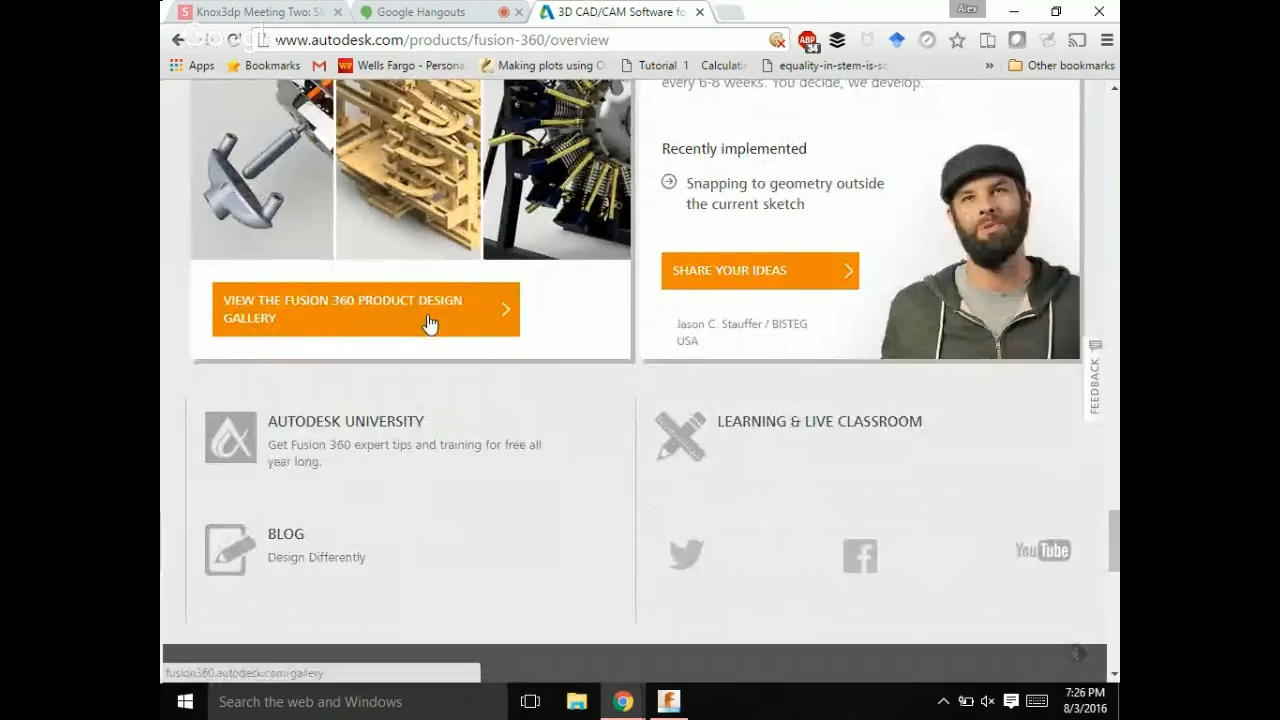 Knox3dp Meeting Two: Sli
Google Hangouts
3D CAD/CAM Software fo
Alex
www.autodesk.com/products/fusion-360/overview
ABP
34
Apps
Bookmarks
Wells Fargo - Persona
Making plots using O
Tutorial 1
Calculati
equality-in-stem-is-sc
»
Other bookmarks
every 6-8 weeks. You decide, we develop.
Recently implemented
Snapping to geometry outside
the current sketch
SHARE YOUR IDEAS
Jason C. Stauffer / BISTEG
USA
VIEW THE FUSION 360 PRODUCT DESIGN
GALLERY
FEEDBACK
AUTODESK UNIVERSITY
Get Fusion 360 expert tips and training for free all
year long.
LEARNING & LIVE CLASSROOM
BLOG
Design Differently
YouTube
fusion360.autodesk.com/gallery
Search the web and Windows
7:26 PM
8/3/2016